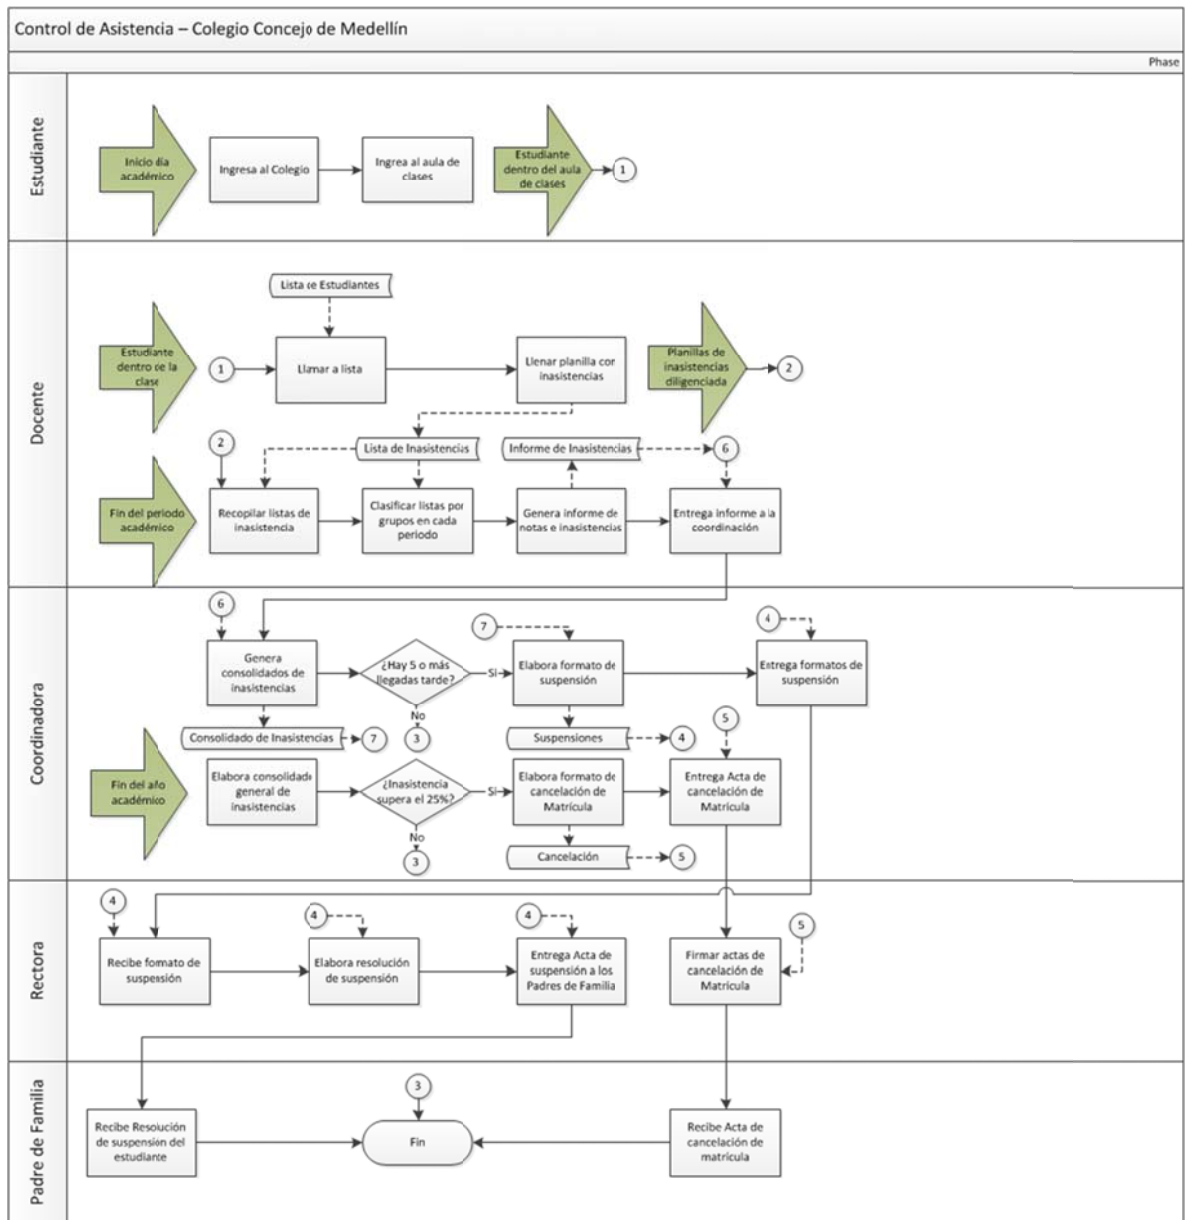 Control de Asistencia – Colegio Concejo de Medellín
Phase
Estudiante
Inicio día
académico
Ingresa al Colegio
Ingrea al aula de
clases
Estudiante
dentro del aula
de clases
1
Docente
Lista de Estudiantes
Estudiante
dentro de la
clase
1
Llamar a lista
Llenar planilla con
inasistencias
Planillas de
inasistencias
diligenciada
2
2
Lista de Inasistencias
Informe de Inasistencias
6
Fin del periodo
académico
Recopilar listas de
inasistencia
Clasificar listas por
grupos en cada
periodo
Genera informe de
notas e inasistencias
Entrega informe a la
coordinación
Coordinadora
6
7
4
Genera
consolidados de
inasistencias
¿Hay 5 o más
llegadas tarde?
Si
Elabora formato de
suspensión
Entrega formatos de
suspensión
No
3
5
Consolidado de Inasistencias
7
Suspensiones
4
Fin del año
académico
Elabora consolidado
general de
inasistencias
¿Inasistencia
supera el 25%?
Si
Elabora formato de
cancelación de
Matrícula
Entrega Acta de
cancelación de
Matrícula
No
3
Cancelación
5
Rectora
4
4
4
5
Recibe formato de
suspensión
Elabora resolución
de suspensión
Entrega Acta de
suspensión a los
Padres de Familia
Firmar actas de
cancelación de
Matrícula
Padre de Familia
3
Recibe Resolución
de suspensión del
estudiante
Fin
Recibe Acta de
cancelación de
matrícula